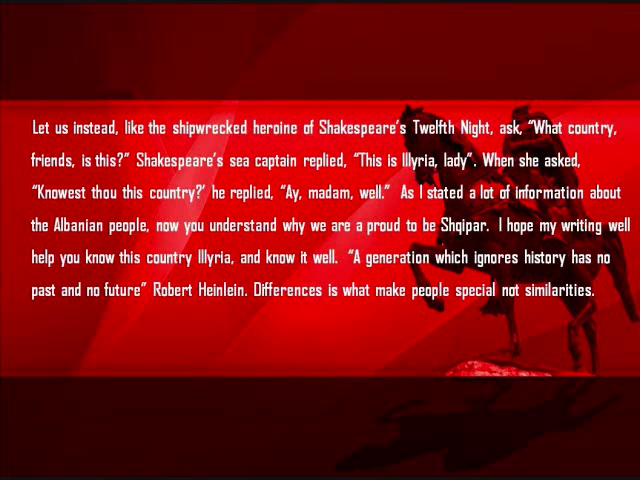 Let us instead, like the shipwrecked heroine of Shakespeare's Twelfth Night, ask, "What country,
friends, is this?" Shakespeare's sea captain replied, "This is Illyria, lady". When she asked,
"Knowest thou this country?' he replied, "Ay, madam, well." As I stated a lot of information about
the Albanian people, now you understand why we are a proud to be Shqipar. I hope my writing well
help you know this country Illyria, and know it well. "A generation which ignores history has no
past and no future" Robert Heinlein. Differences is what make people special not similarities.